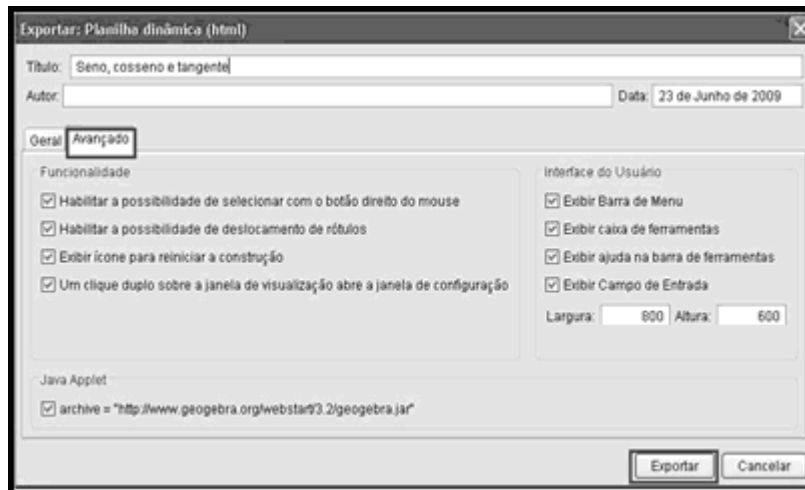 Exportar: Planilha dinâmica (html)
Título: Seno, cosseno e tangente
Autor: Data: 23 de Junho de 2009
Geral Avançado
Funcionalidade
Habilitar a possibilidade de selecionar com o botão direito do mouse
Habilitar a possibilidade de deslocamento de rótulos
Exibir ícone para reiniciar a construção
Um clique duplo sobre a janela de visualização abre a janela de configuração
Interface do Usuário
Exibir Barra de Menu
Exibir caixa de ferramentas
Exibir ajuda na barra de ferramentas
Exibir Campo de Entrada
Largura: 800 Altura: 600
Java Applet
archive = "http://www.geogebra.org/webstart/3.2/geogebra.jar"
Exportar Cancelar